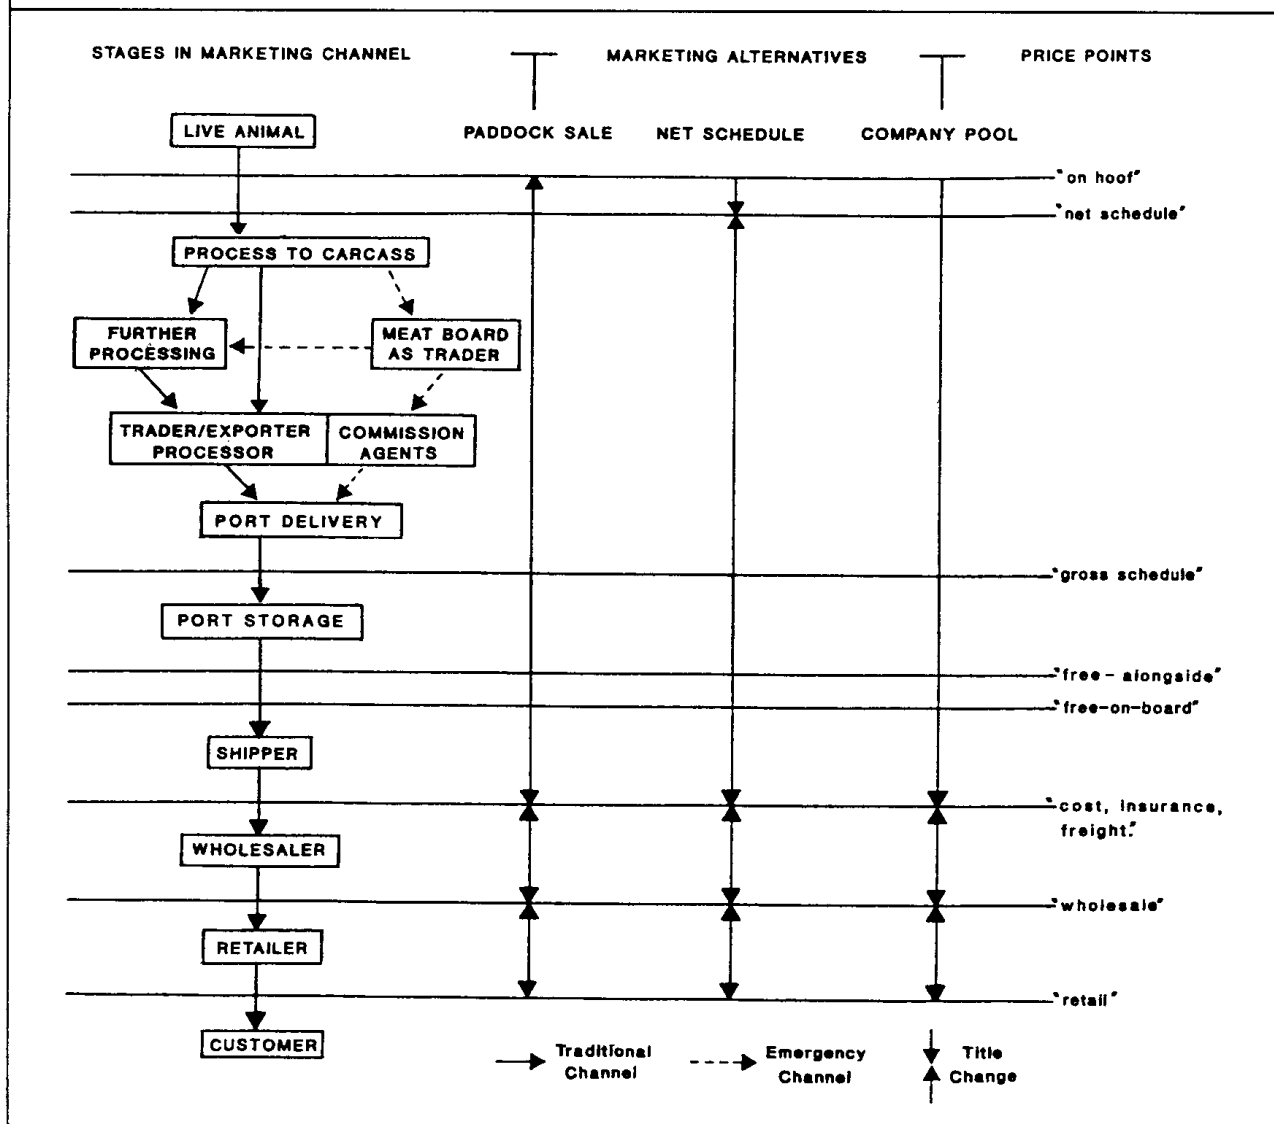 STAGES IN MARKETING CHANNEL
MARKETING ALTERNATIVES
PRICE POINTS
LIVE ANIMAL
PADDOCK SALE
NET SCHEDULE
COMPANY POOL
"on hoof"
"net schedule"
PROCESS TO CARCASS
FURTHER
PROCESSING
MEAT BOARD
AS TRADER
TRADER/EXPORTER
PROCESSOR
COMMISSION
AGENTS
PORT DELIVERY
"gross schedule"
PORT STORAGE
"free-alongside"
"free-on-board"
SHIPPER
"cost, insurance,
freight."
WHOLESALER
"wholesale"
RETAILER
"retail"
CUSTOMER
Traditional
Channel
Emergency
Channel
Title
Change